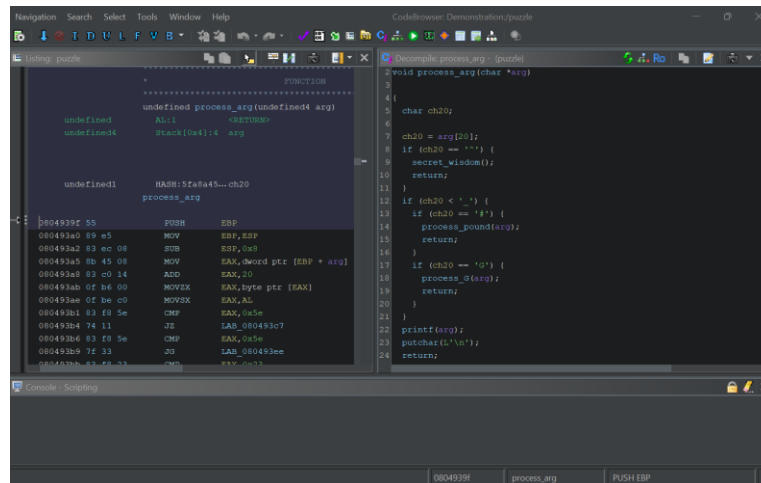 Navigation Search Select Tools Window Help
CodeBrowser: Demonstration:/puzzle
I D U L F V B
Listing: puzzle
* FUNCTION
****************************************
undefined process_arg(undefined4 arg)
undefined AL:1 <RETURN>
undefined4 Stack[0x4]:4 arg
undefined1 HASH:5fa8a45... ch20
process_arg
0804939f 55 PUSH EBP
080493a0 89 e5 MOV EBP,ESP
080493a2 83 ec 08 SUB ESP,0x8
080493a5 8b 45 08 MOV EAX,dword ptr [EBP + arg]
080493a8 83 c0 14 ADD EAX,20
080493ab 0f b6 00 MOVZX EAX,byte ptr [EAX]
080493ae 0f be c0 MOVSX EAX,AL
080493b1 83 f8 5e CMP EAX,0x5e
080493b4 74 11 JZ LAB_080493c7
080493b6 83 f8 5e CMP EAX,0x5e
080493b9 7f 33 JG LAB_080493ee
080493bb 83 f8 23 CMP EAX,0x23
Decompile: process_arg - (puzzle)
Ro
2 void process_arg(char *arg)
3
4 {
5 char ch20;
6
7 ch20 = arg[20];
8 if (ch20 == '^') {
9 secret_wisdom();
10 return;
11 }
12 if (ch20 < '_') {
13 if (ch20 == '#') {
14 process_pound(arg);
15 return;
16 }
17 if (ch20 == 'G') {
18 process_G(arg);
19 return;
20 }
21 }
22 printf(arg);
23 putchar(L'\n');
24 return;
Console - Scripting
0804939f process_arg PUSH EBP